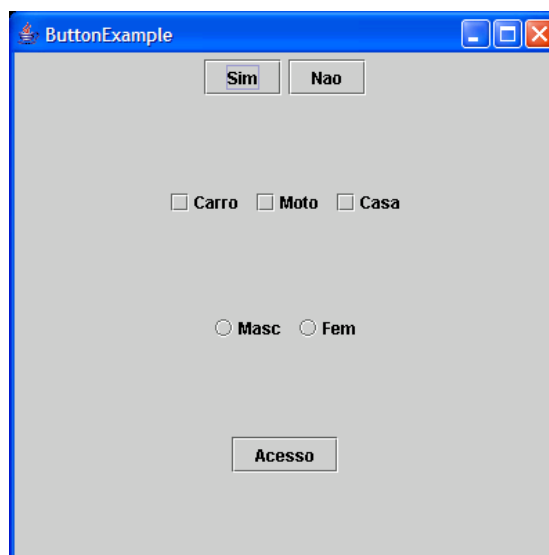 ButtonExample
Sim Nao
Carro Moto Casa
Masc Fem
Acesso